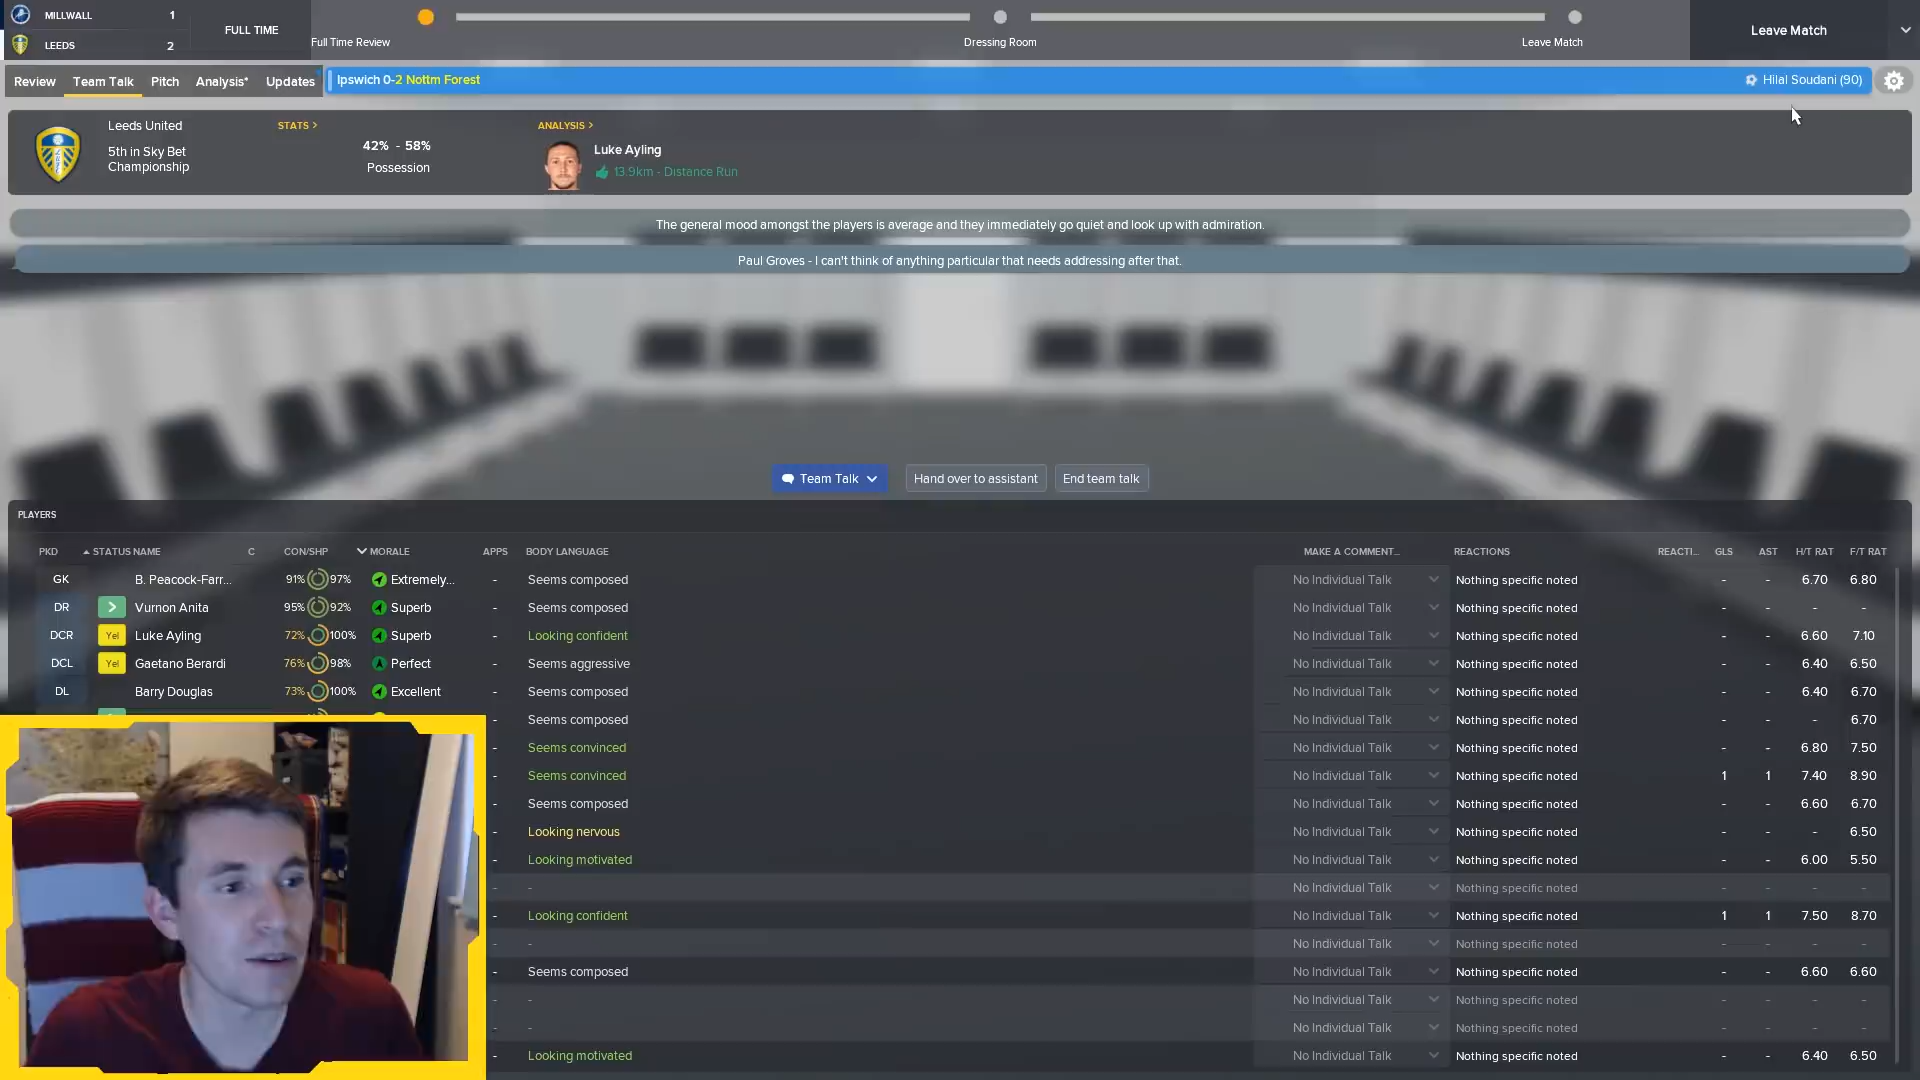 MILLWALL 1
LEEDS 2
FULL TIME
Full Time Review
Dressing Room
Leave Match
Leave Match
Review Team Talk Pitch Analysis* Updates
Ipswich 0-2 Nottm Forest
Hilal Soudani (90)
Leeds United
5th in Sky Bet
Championship
STATS >
42% - 58%
Possession
ANALYSIS >
Luke Ayling
13.9km - Distance Run
The general mood amongst the players is average and they immediately go quiet and look up with admiration.
Paul Groves - I can't think of anything particular that needs addressing after that.
Team Talk
Hand over to assistant
End team talk
PLAYERS
PKD STATUS NAME C CON/SHP MORALE APPS BODY LANGUAGE MAKE A COMMENT... REACTIONS REACTI... GLS AST H/T RAT F/T RAT
GK B. Peacock-Farr... 91% 97% Extremely... - Seems composed No Individual Talk Nothing specific noted - - 6.70 6.80
DR Vurnon Anita 95% 92% Superb - Seems composed No Individual Talk Nothing specific noted - - - -
DCR Yel Luke Ayling 72% 100% Superb - Looking confident No Individual Talk Nothing specific noted - - 6.60 7.10
DCL Yel Gaetano Berardi 76% 98% Perfect - Seems aggressive No Individual Talk Nothing specific noted - - 6.40 6.50
DL Barry Douglas 73% 100% Excellent - Seems composed No Individual Talk Nothing specific noted - - 6.40 6.70
- Seems composed No Individual Talk Nothing specific noted - - - 6.70
- Seems convinced No Individual Talk Nothing specific noted - - 6.80 7.50
- Seems convinced No Individual Talk Nothing specific noted 1 1 7.40 8.90
- Seems composed No Individual Talk Nothing specific noted - - 6.60 6.70
- Looking nervous No Individual Talk Nothing specific noted - - - 6.50
- Looking motivated No Individual Talk Nothing specific noted - - 6.00 5.50
- - No Individual Talk Nothing specific noted - - - -
- Looking confident No Individual Talk Nothing specific noted 1 1 7.50 8.70
- - No Individual Talk Nothing specific noted - - - -
- Seems composed No Individual Talk Nothing specific noted - - 6.60 6.60
- - No Individual Talk Nothing specific noted - - - -
- - No Individual Talk Nothing specific noted - - - -
- Looking motivated No Individual Talk Nothing specific noted - - 6.40 6.50